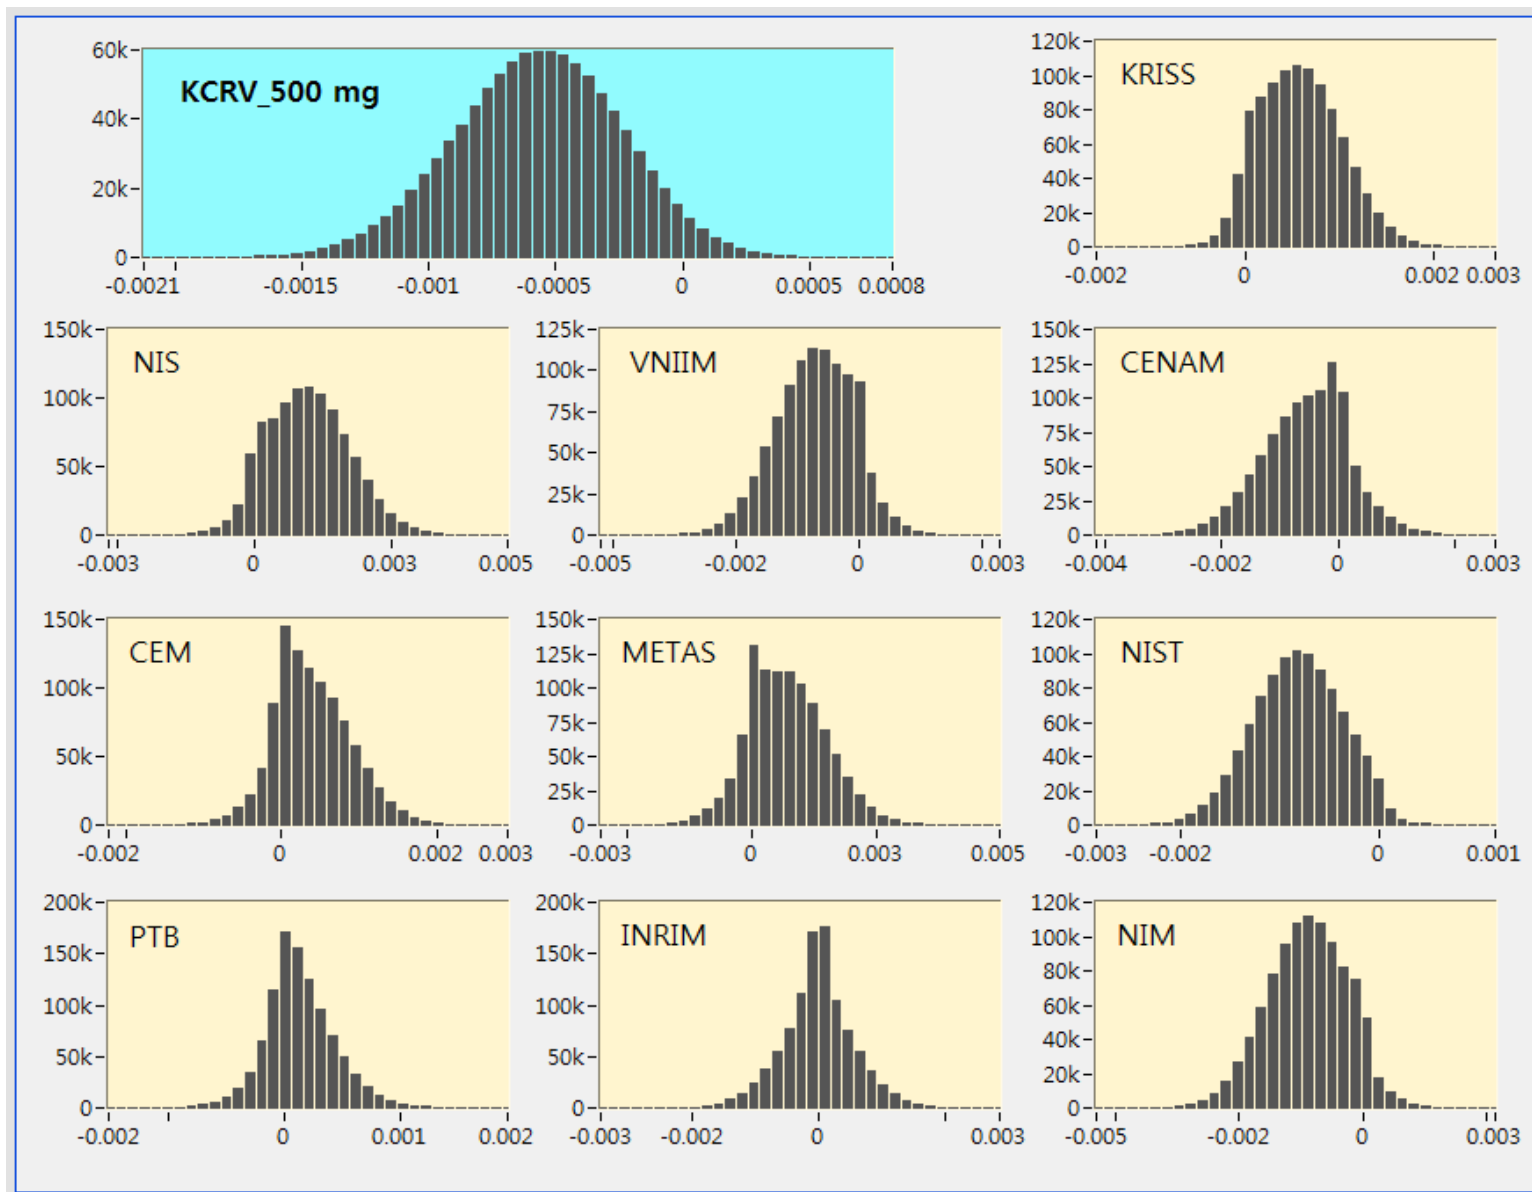 KCRV_500 mg
60k
40k
20k
0
-0.0021 -0.0015 -0.001 -0.0005 0 0.0005 0.0008
KRISS
120k
100k
80k
60k
40k
20k
0
-0.002 0 0.002 0.003
NIS
150k
100k
50k
0
-0.003 0 0.003 0.005
VNIIM
125k
100k
75k
50k
25k
0
-0.005 -0.002 0 0.003
CENAM
150k
125k
100k
75k
50k
25k
0
-0.004 -0.002 0 0.003
CEM
150k
100k
50k
0
-0.002 0 0.002 0.003
METAS
150k
125k
100k
75k
50k
25k
0
-0.003 0 0.003 0.005
NIST
120k
100k
80k
60k
40k
20k
0
-0.003 -0.002 0 0.001
PTB
200k
150k
100k
50k
0
-0.002 0 0.001 0.002
INRIM
200k
150k
100k
50k
0
-0.003 -0.002 0 0.003
NIM
120k
100k
80k
60k
40k
20k
0
-0.005 -0.002 0 0.003